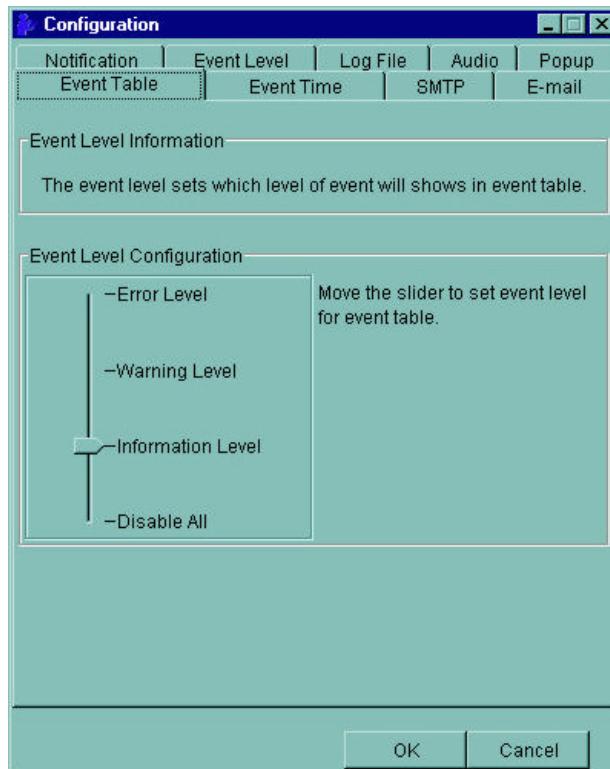 Configuration
Notification Event Level Log File Audio Popup
Event Table Event Time SMTP E-mail
Event Level Information
The event level sets which level of event will shows in event table.
Event Level Configuration
Error Level
Move the slider to set event level
for event table.
Warning Level
Information Level
Disable All
OK Cancel